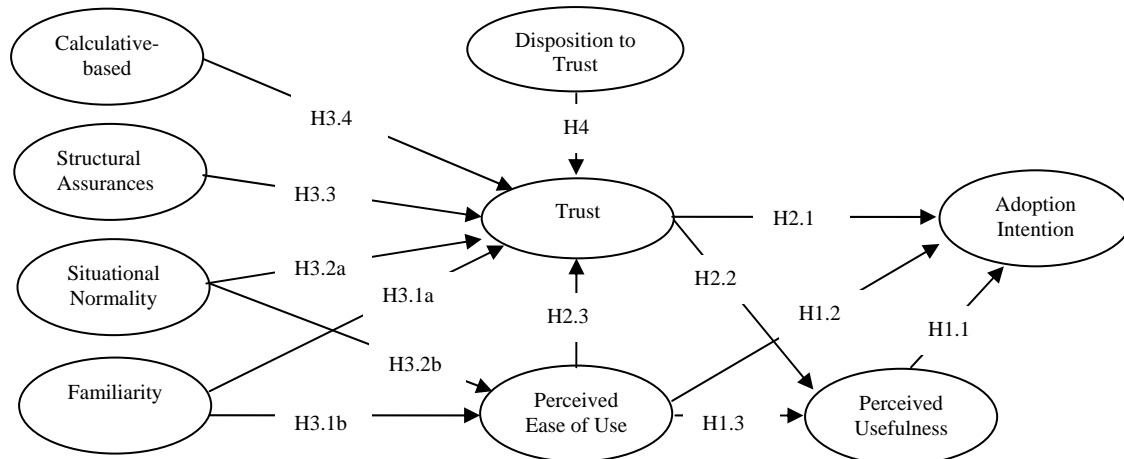 Calculative-
based
Disposition to
Trust
H3.4
H4
Structural
Assurances
H3.3
Trust
H2.1
Adoption
Intention
Situational
Normality
H3.2a
H3.1a
H2.2
H2.3
H1.2
H1.1
H3.2b
Familiarity
H3.1b
Perceived
Ease of Use
H1.3
Perceived
Usefulness